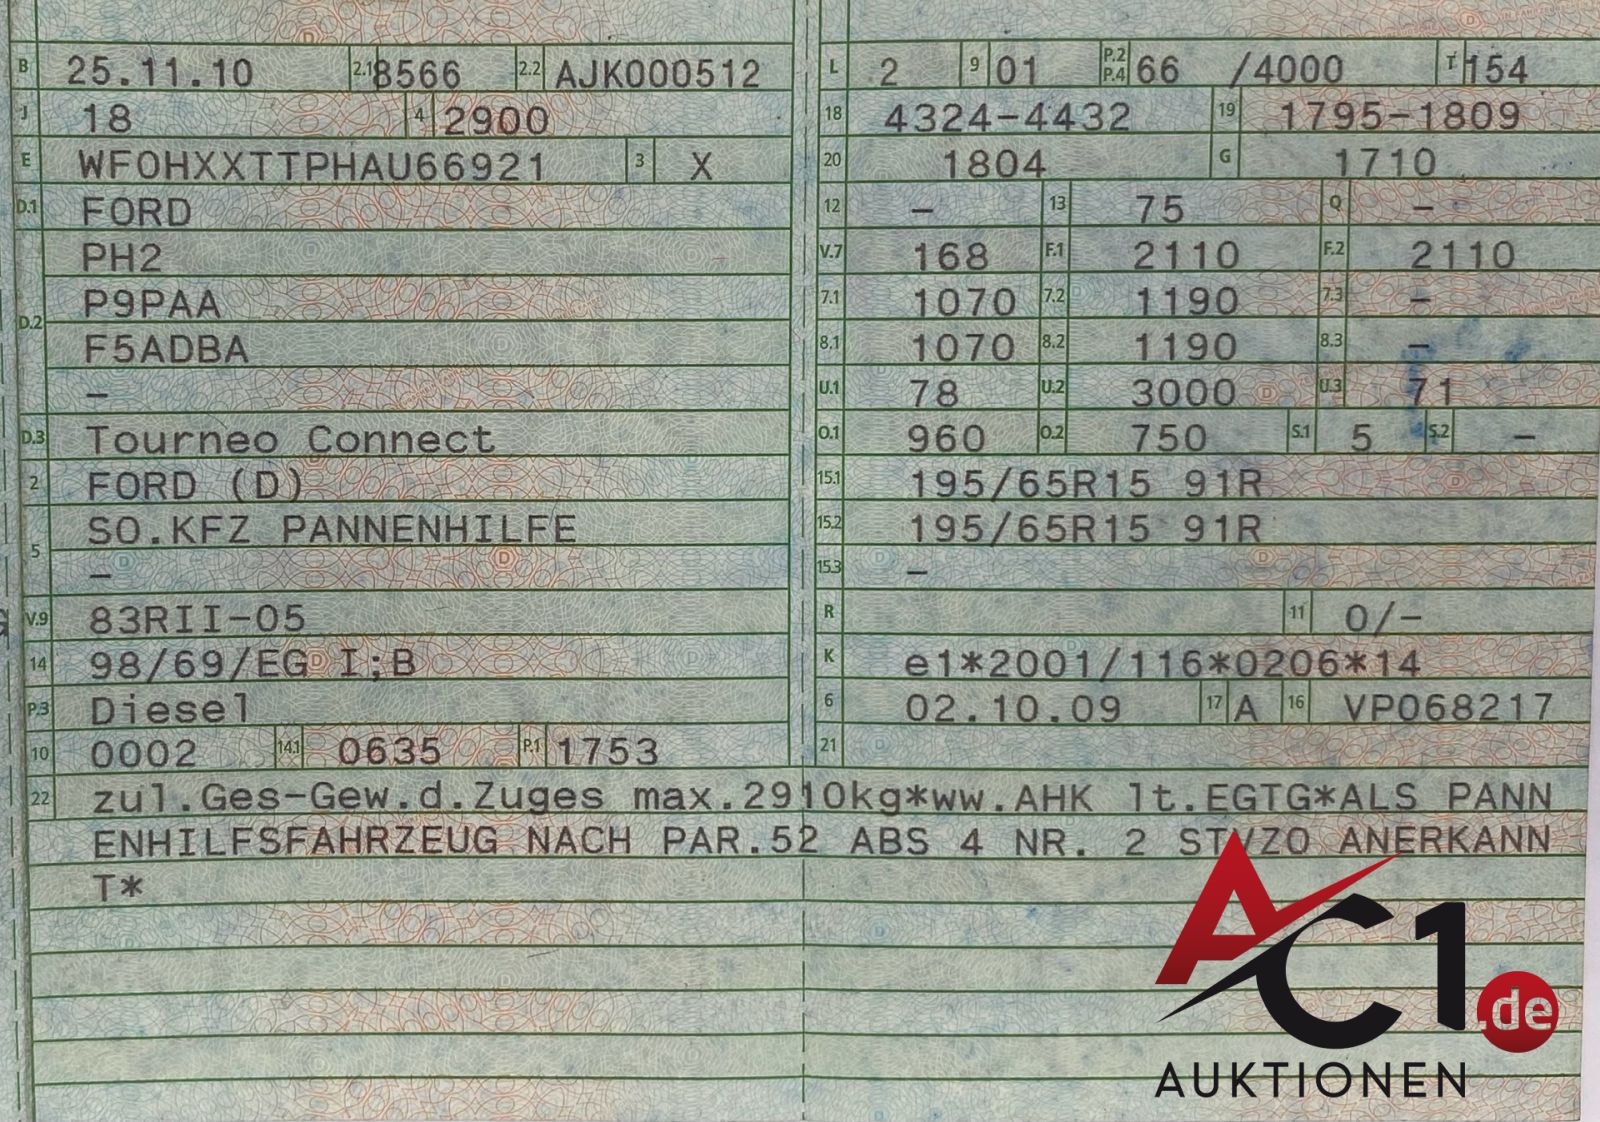 B 25.11.10 2.1 8566 2.2 AJK000512
J 18 4 2900
E WF0HXXTTPHAU66921 3 X
D.1 FORD
D.2 PH2
P9PAA
F5ADBA
–
D.3 Tourneo Connect
2 FORD (D)
5 SO.KFZ PANNENHILFE
–
V.9 83RII-05
14 98/69/EG I;B
P.3 Diesel
10 0002 14.1 0635 P.1 1753
L 2 9 01 P.2 P.4 66 /4000 T 154
18 4324-4432 19 1795-1809
20 1804 G 1710
12 – 13 75 Q –
V.7 168 F.1 2110 F.2 2110
7.1 1070 7.2 1190 7.3 –
8.1 1070 8.2 1190 8.3 –
U.1 78 U.2 3000 U.3 71
O.1 960 O.2 750 S.1 5 S.2 –
15.1 195/65R15 91R
15.2 195/65R15 91R
15.3 –
R 11 0/–
K e1*2001/116*0206*14
6 02.10.09 17 A 16 VP068217
21
22 zul.Ges-Gew.d.Zuges max.2910kg*ww.AHK lt.EGTG*ALS PANN
ENHILFSFAHRZEUG NACH PAR.52 ABS 4 NR. 2 STVZO ANERKANN
T*
AC1.de
AUKTIONEN